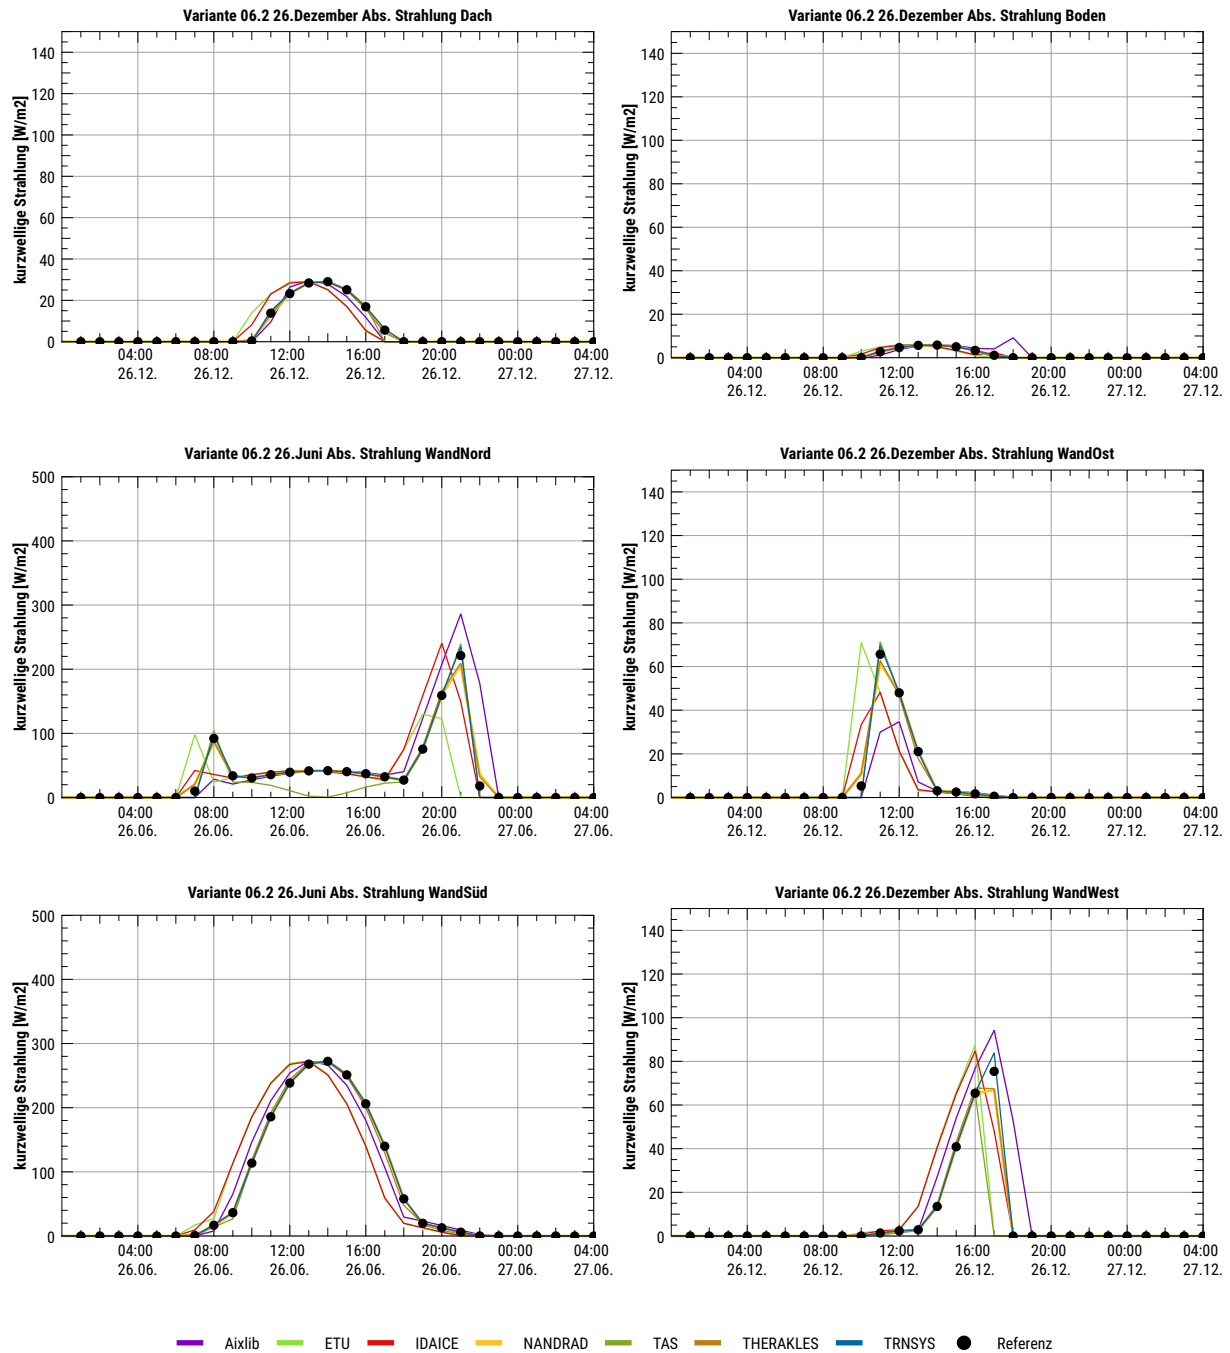 Variante 06.2 26.Dezember Abs. Strahlung Dach
kurzwellige Strahlung [W/m2]
140
120
100
80
60
40
20
0
04:00 08:00 12:00 16:00 20:00 00:00 04:00
26.12. 26.12. 26.12. 26.12. 26.12. 27.12. 27.12.
Variante 06.2 26.Dezember Abs. Strahlung Boden
kurzwellige Strahlung [W/m2]
140
120
100
80
60
40
20
0
04:00 08:00 12:00 16:00 20:00 00:00 04:00
26.12. 26.12. 26.12. 26.12. 26.12. 27.12. 27.12.
Variante 06.2 26.Juni Abs. Strahlung WandNord
kurzwellige Strahlung [W/m2]
500
400
300
200
100
0
04:00 08:00 12:00 16:00 20:00 00:00 04:00
26.06. 26.06. 26.06. 26.06. 26.06. 27.06. 27.06.
Variante 06.2 26.Dezember Abs. Strahlung WandOst
kurzwellige Strahlung [W/m2]
140
120
100
80
60
40
20
0
04:00 08:00 12:00 16:00 20:00 00:00 04:00
26.12. 26.12. 26.12. 26.12. 26.12. 27.12. 27.12.
Variante 06.2 26.Juni Abs. Strahlung WandSüd
kurzwellige Strahlung [W/m2]
500
400
300
200
100
0
04:00 08:00 12:00 16:00 20:00 00:00 04:00
26.06. 26.06. 26.06. 26.06. 26.06. 27.06. 27.06.
Variante 06.2 26.Dezember Abs. Strahlung WandWest
kurzwellige Strahlung [W/m2]
140
120
100
80
60
40
20
0
04:00 08:00 12:00 16:00 20:00 00:00 04:00
26.12. 26.12. 26.12. 26.12. 26.12. 27.12. 27.12.
Aixlib ETU IDAICE NANDRAD TAS THERAKLES TRNSYS Referenz